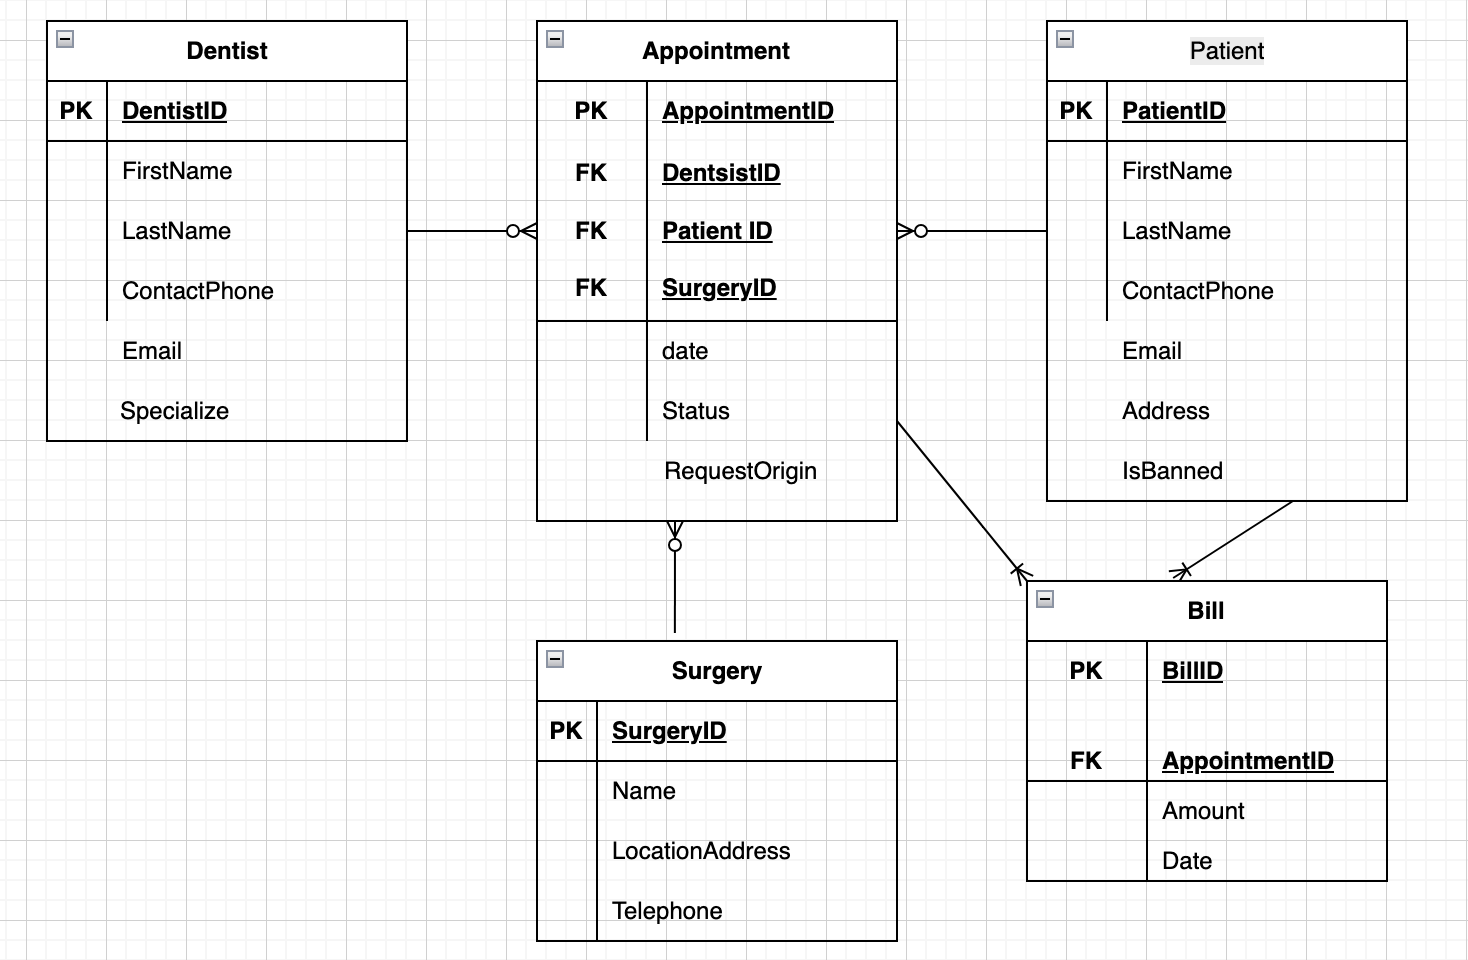 Dentist
PK DentistID
FirstName
LastName
ContactPhone
Email
Specialize
Appointment
PK AppointmentID
FK DentsistID
FK Patient ID
FK SurgeryID
date
Status
RequestOrigin
Patient
PK PatientID
FirstName
LastName
ContactPhone
Email
Address
IsBanned
Surgery
PK SurgeryID
Name
LocationAddress
Telephone
Bill
PK BillID
FK AppointmentID
Amount
Date